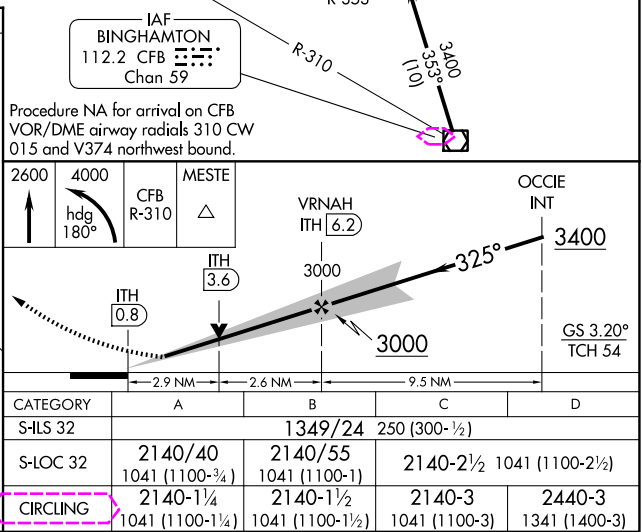 R-353
IAF
BINGHAMTON
112.2 CFB
Chan 59
R-310
3400
353°
(10)
Procedure NA for arrival on CFB
VOR/DME airway radials 310 CW
015 and V374 northwest bound.
2600
4000
hdg
180°
CFB
R-310
MESTE
VRNAH
ITH 6.2
OCCIE
INT
3400
325°
3000
ITH
3.6
ITH
0.8
3000
GS 3.20°
TCH 54
2.9 NM
2.6 NM
9.5 NM
CATEGORY A B C D
S-ILS 32 1349/24 250 (300-½)
S-LOC 32
2140/40
1041 (1100-¾)
2140/55
1041 (1100-1)
2140-2½ 1041 (1100-2½)
CIRCLING
2140-1¼
1041 (1100-1¼)
2140-1½
1041 (1100-1½)
2140-3
1041 (1100-3)
2440-3
1341 (1400-3)